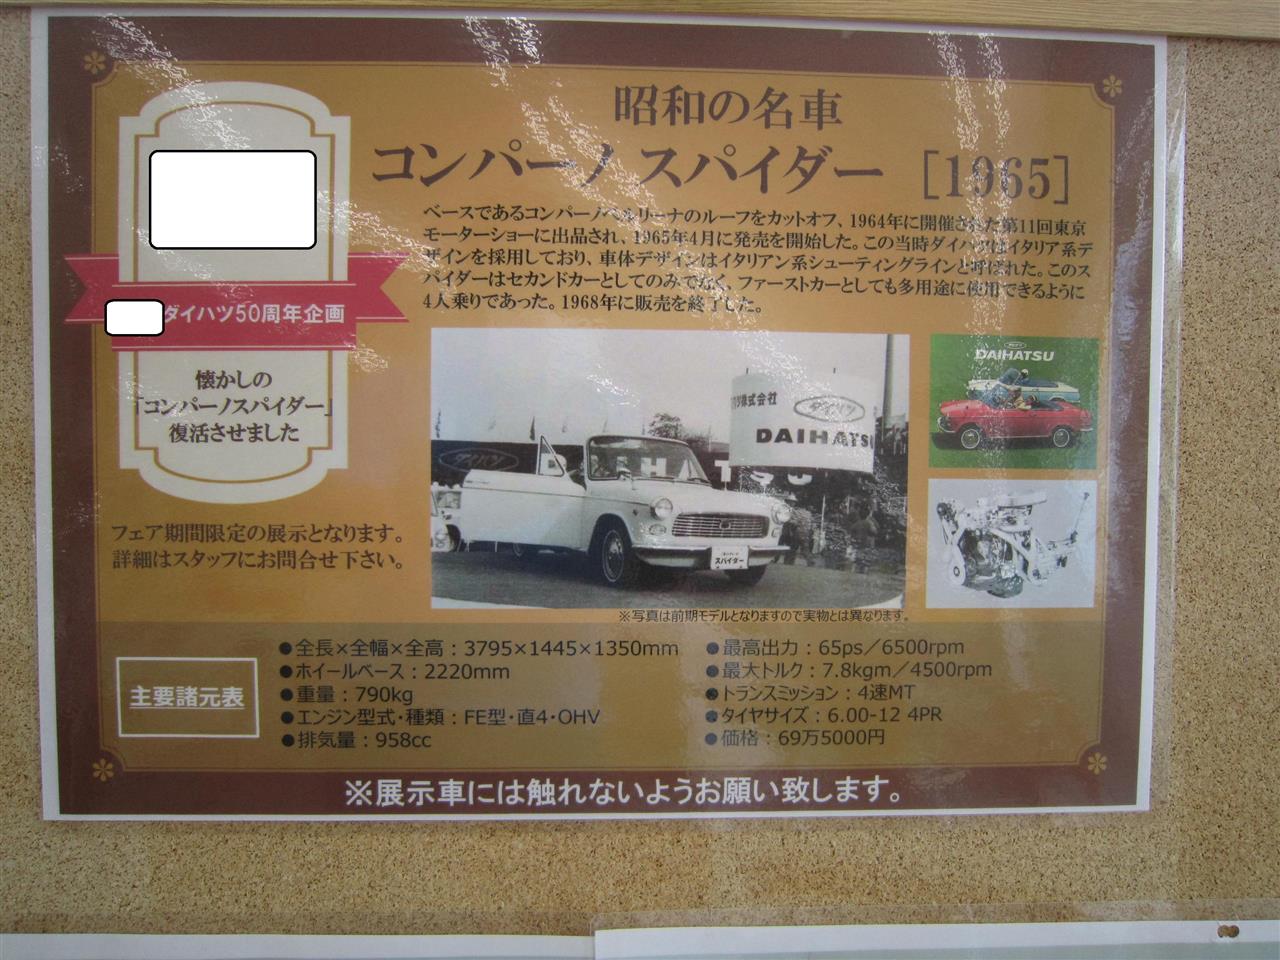 昭和の名車
コンパーノ スパイダー [1965]
ベースであるコンパーノベルリーナのルーフをカットオフ、1964年に開催された第11回東京
モーターショーに出品され、1965年4月に発売を開始した。この当時ダイハツはイタリア系デ
ザインを採用しており、車体デザインはイタリアン系シューティングラインと呼ばれた。このス
パイダーはセカンドカーとしてのみでなく、ファーストカーとしても多用途に使用できるように
4人乗りであった。1968年に販売を終了した。
ダイハツ50周年企画
懐かしの
「コンパーノスパイダー」
復活させました
フェア期間限定の展示となります。
詳細はスタッフにお問合せ下さい。
ツ株式会社
ダイハツ
DAIHATSU
ダイハツ
DAIHATSU
スパイダー
DAIHATSU
※写真は前期モデルとなりますので実物とは異なります。
主要諸元表
●全長×全幅×全高：3795×1445×1350mm
●ホイールベース：2220mm
●重量：790kg
●エンジン型式・種類：FE型・直4・OHV
●排気量：958cc
●最高出力：65ps／6500rpm
●最大トルク：7.8kgm／4500rpm
●トランスミッション：4速MT
●タイヤサイズ：6.00-12 4PR
●価格：69万5000円
※展示車には触れないようお願い致します。